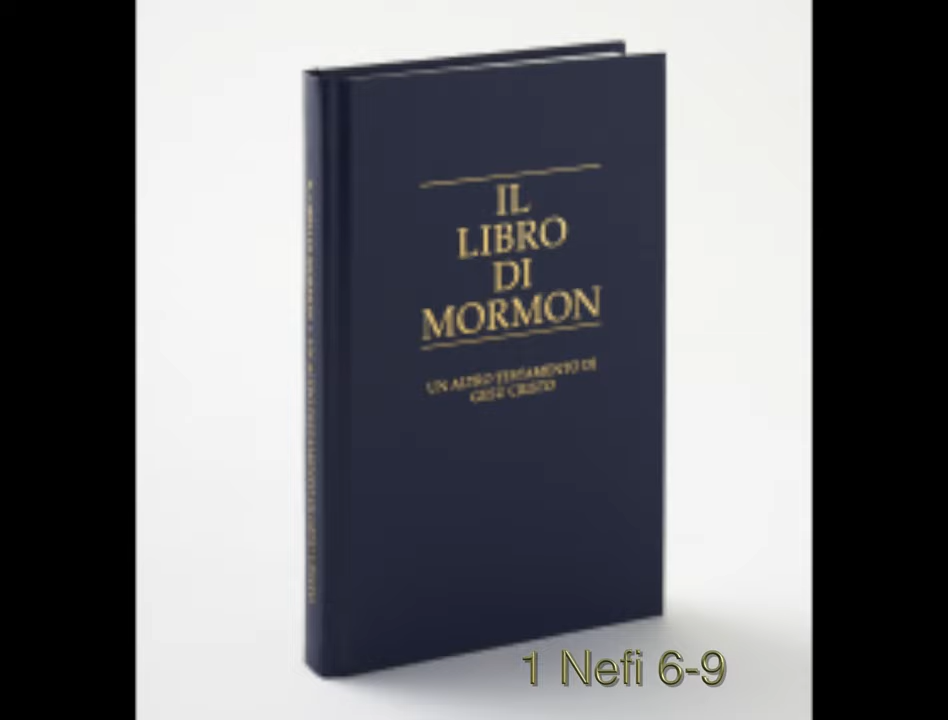 IL
LIBRO
DI
MORMON
UN ALTRO TESTAMENTO DI
GESÙ CRISTO
1 Nefi 6-9